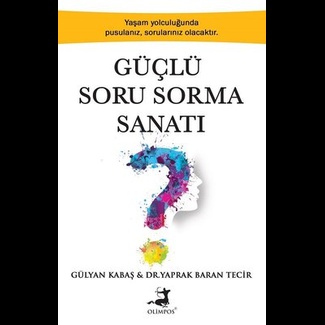 Yaşam yolculuğunda
pusulanız, sorularınız olacaktır.
GÜÇLÜ
SORU SORMA
SANATI
GÜLYAN KABAŞ & DR.YAPRAK BARAN TECİR
OLIMPOS